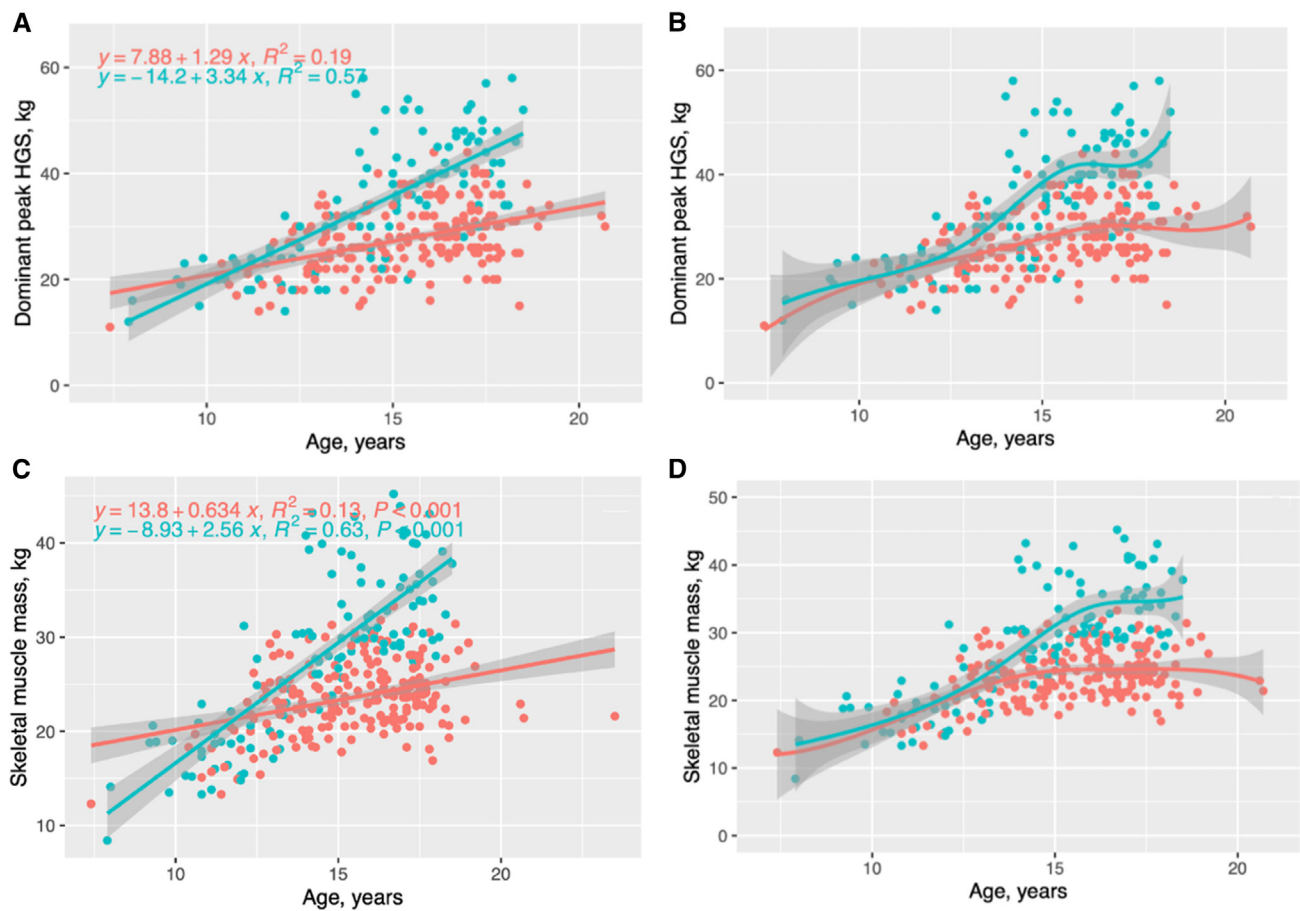 A
y = 7.88 + 1.29 x, R² = 0.19
y = − 14.2 + 3.34 x, R² = 0.57
60
40
20
0
10 15 20
Dominant peak HGS, kg
Age, years
B
60
40
20
0
10 15 20
Dominant peak HGS, kg
Age, years
C
y = 13.8 + 0.634 x, R² = 0.13, P < 0.001
y = − 8.93 + 2.56 x, R² = 0.63, P < 0.001
40
30
20
10
10 15 20
Skeletal muscle mass, kg
Age, years
D
50
40
30
20
10
0
10 15 20
Skeletal muscle mass, kg
Age, years